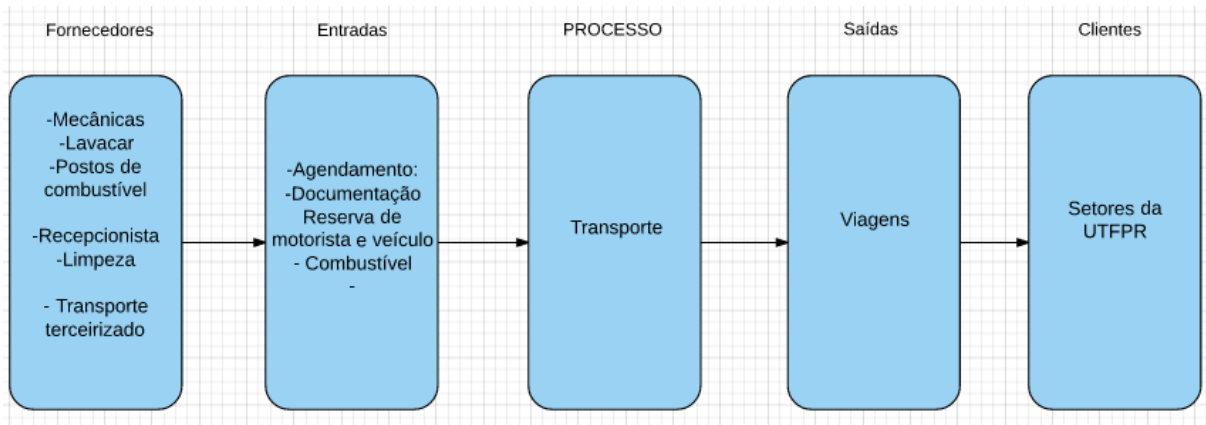 Fornecedores
Entradas
PROCESSO
Saídas
Clientes
-Mecânicas
-Lavacar
-Postos de
combustível
-Recepcionista
-Limpeza
- Transporte
terceirizado
-Agendamento:
-Documentação
Reserva de
motorista e veículo
- Combustível
-
Transporte
Viagens
Setores da
UTFPR